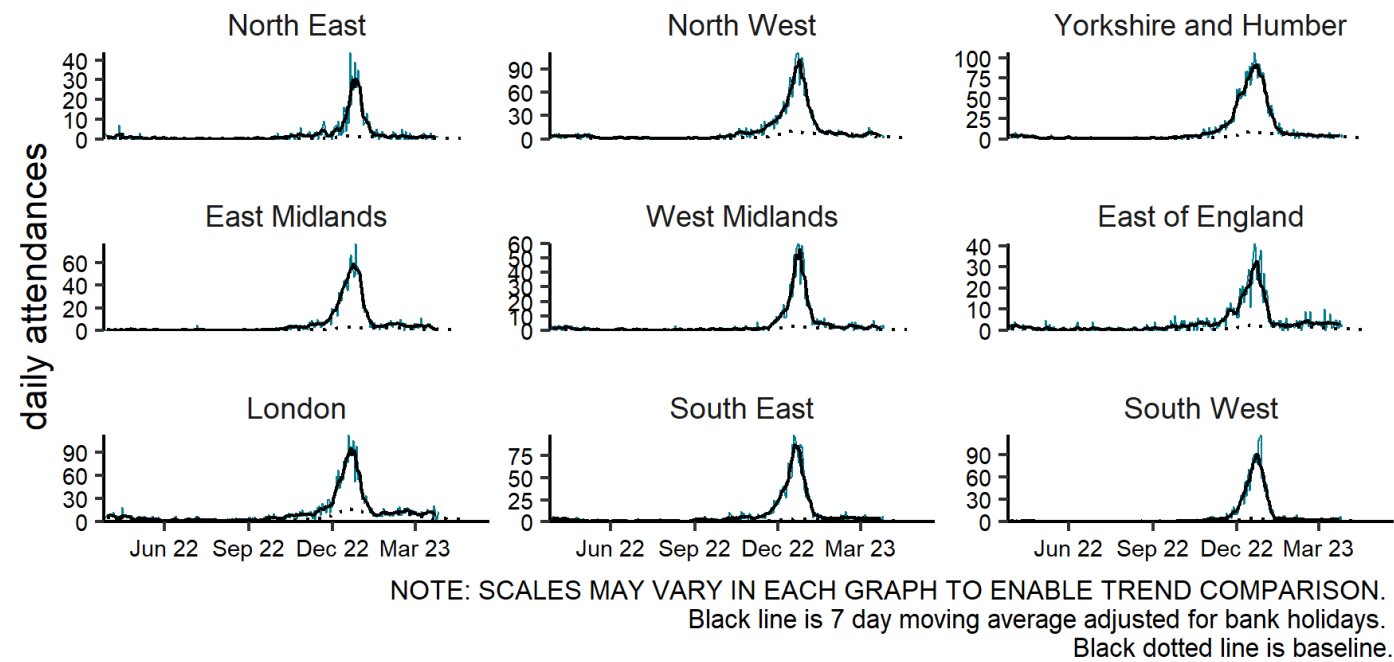 North East
North West
Yorkshire and Humber
40
30
20
10
0
90
60
30
0
100
75
50
25
0
daily attendances
East Midlands
West Midlands
East of England
60
40
20
0
60
50
40
30
20
10
0
40
30
20
10
0
London
South East
South West
90
60
30
0
75
50
25
0
90
60
30
0
Jun 22 Sep 22 Dec 22 Mar 23
Jun 22 Sep 22 Dec 22 Mar 23
Jun 22 Sep 22 Dec 22 Mar 23
NOTE: SCALES MAY VARY IN EACH GRAPH TO ENABLE TREND COMPARISON.
Black line is 7 day moving average adjusted for bank holidays.
Black dotted line is baseline.